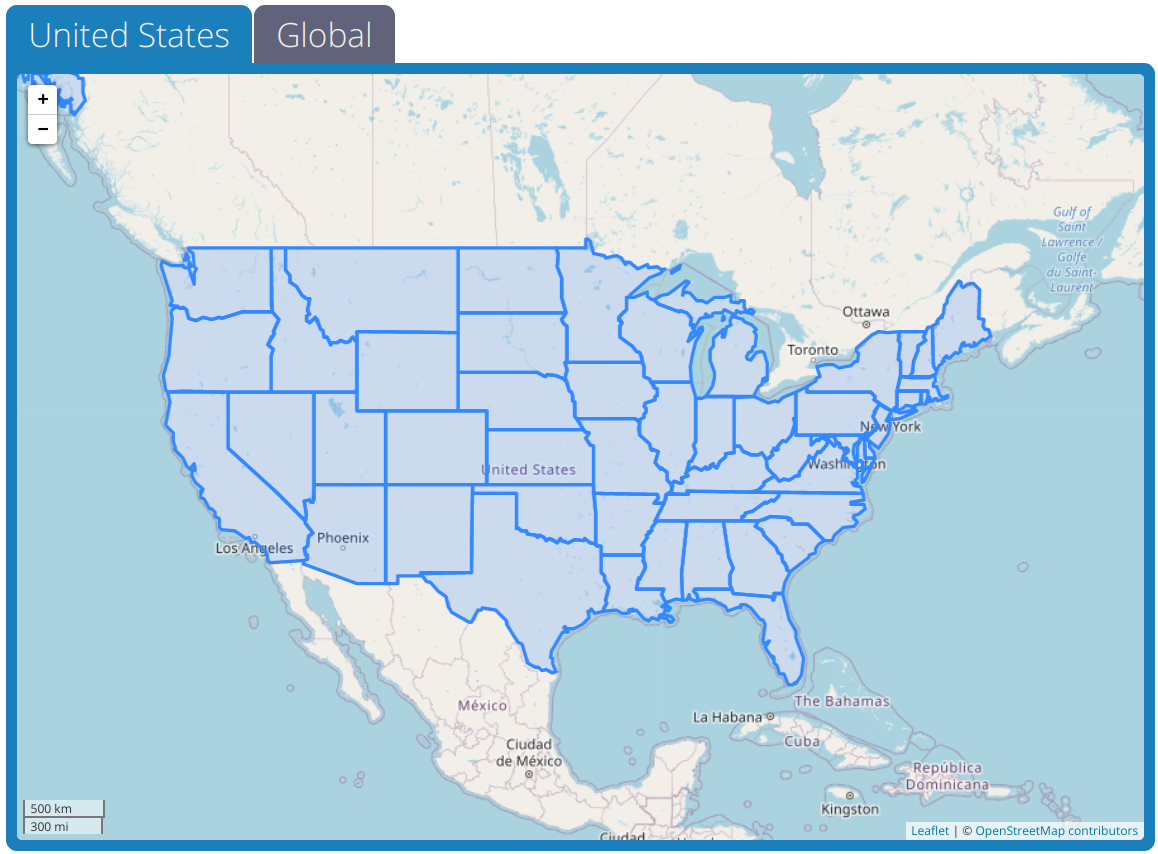 United States
Global
+
−
Gulf of
Saint
Lawrence /
Golfe
du Saint-
Laurent
Ottawa
Toronto
New York
Washington
United States
Phoenix
Los Angeles
The Bahamas
México
La Habana
Cuba
Ciudad
de México
República
Dominicana
Kingston
500 km
300 mi
Leaflet | © OpenStreetMap contributors
Ciudad